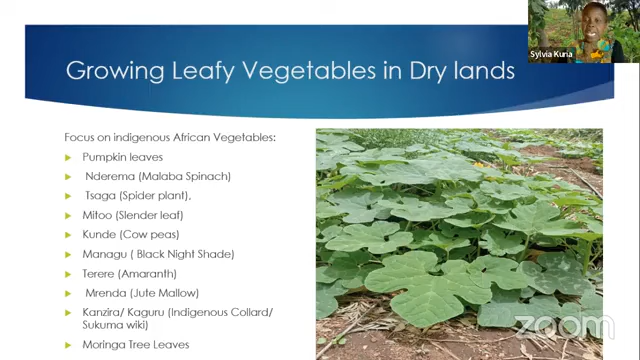 Sylvia Kuria
Growing Leafy Vegetables in Dry lands
Focus on indigenous African Vegetables:
Pumpkin leaves
Nderema (Malaba Spinach)
Tsaga (Spider plant),
Mitoo (Slender leaf)
Kunde (Cow peas)
Managu ( Black Night Shade)
Terere (Amaranth)
Mrenda (Jute Mallow)
Kanzira/ Kaguru (Indigenous Collard/
Sukuma wiki)
Moringa Tree Leaves
zoom